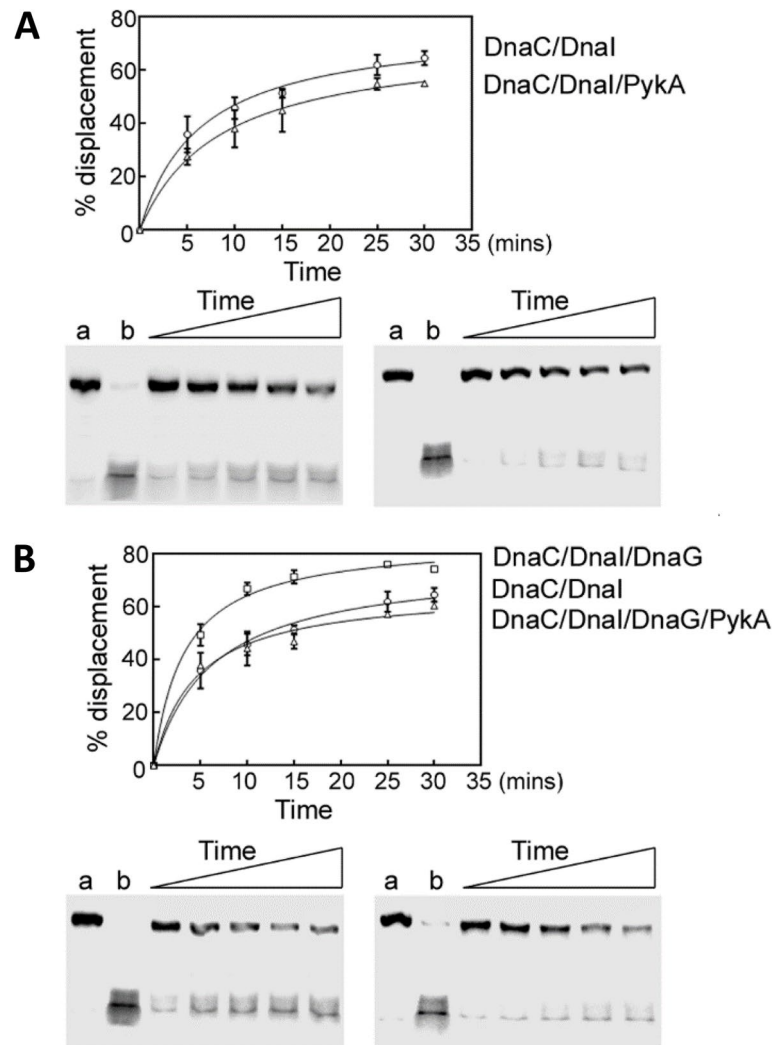 A
80
60
40
20
0
% displacement
5 10 15 20 25 30 35 (mins)
Time
DnaC/DnaI
DnaC/DnaI/PykA
Time
a b
Time
a b
B
80
60
40
20
0
% displacement
5 10 15 20 25 30 35 (mins)
Time
DnaC/DnaI/DnaG
DnaC/DnaI
DnaC/DnaI/DnaG/PykA
Time
a b
Time
a b